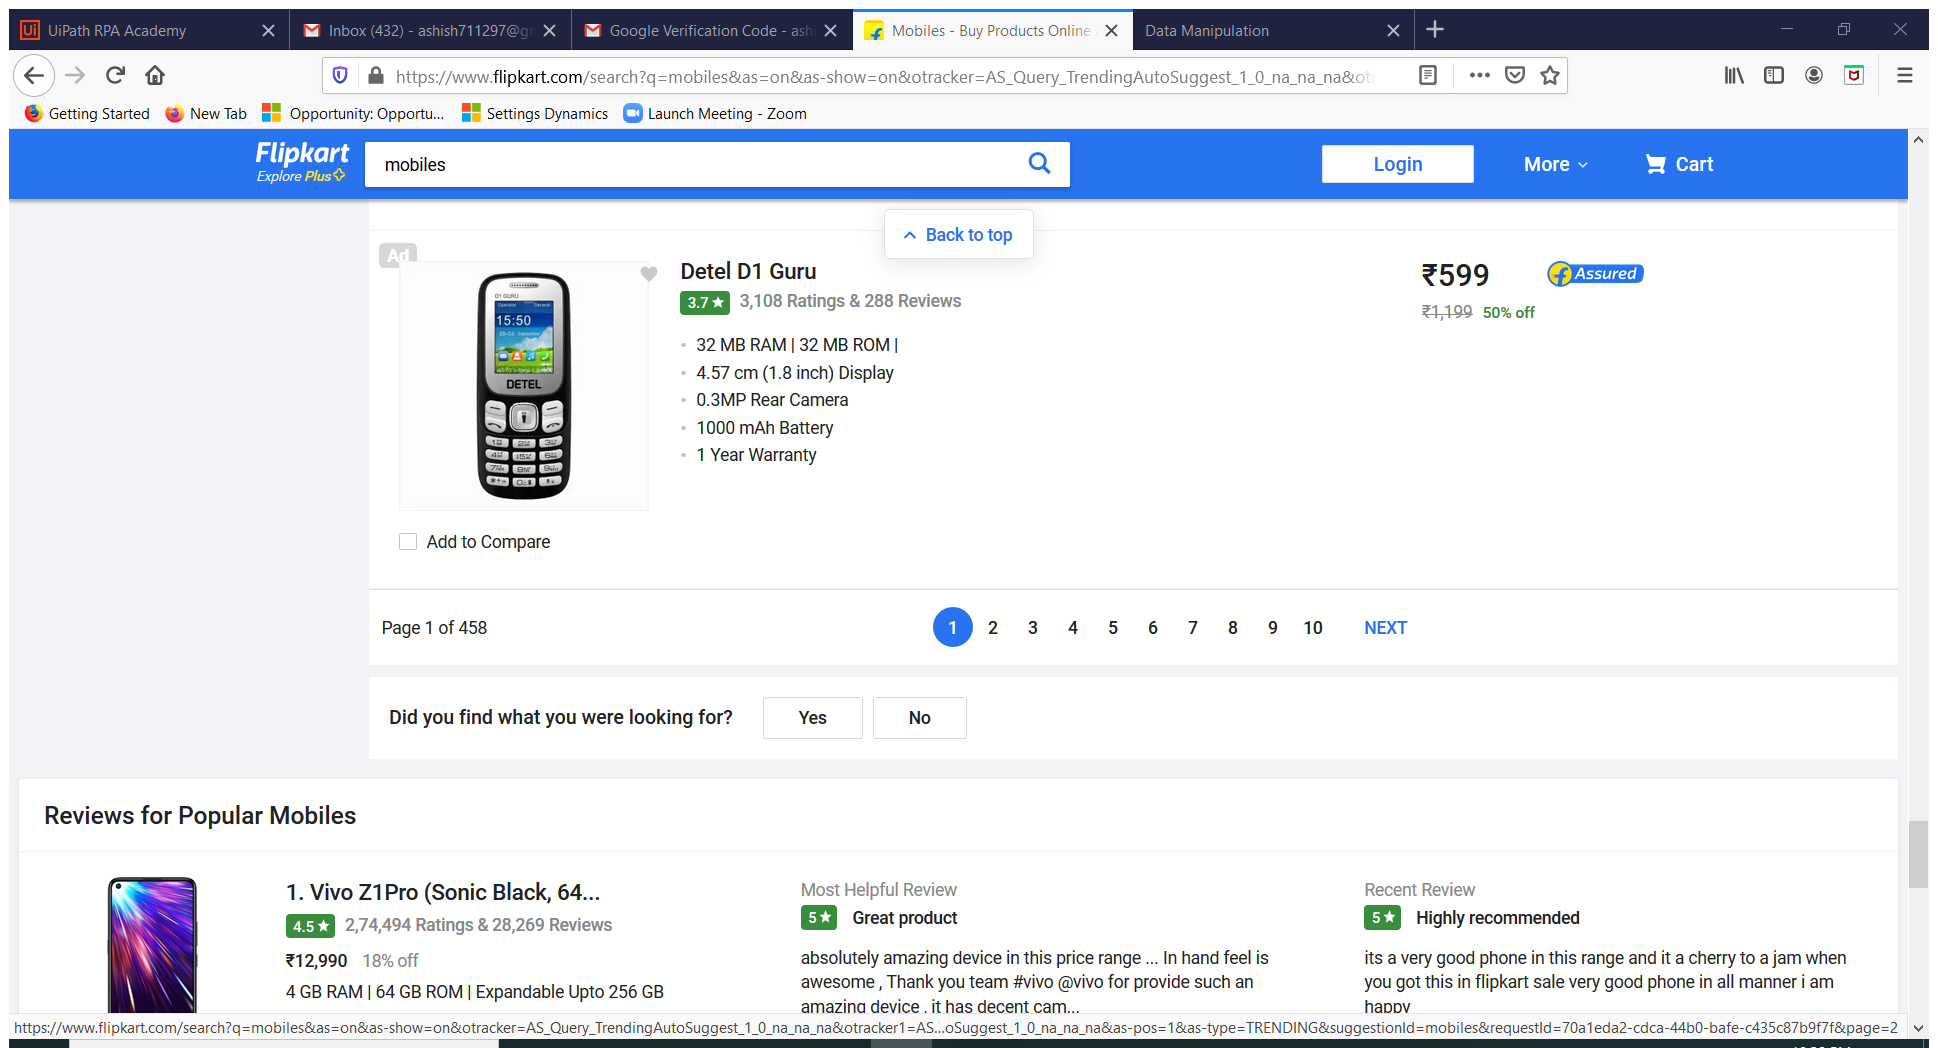 UiPath RPA Academy
Inbox (432) - ashish711297@g
Google Verification Code - ash
Mobiles - Buy Products Online
Data Manipulation
https://www.flipkart.com/search?q=mobiles&as=on&as-show=on&otracker=AS_Query_TrendingAutoSuggest_1_0_na_na_na&ot
Getting Started
New Tab
Opportunity: Opportu...
Settings Dynamics
Launch Meeting - Zoom
Flipkart
Explore Plus
mobiles
Login
More
Cart
Back to top
Ad
Detel D1 Guru
₹599
Assured
3.7★ 3,108 Ratings & 288 Reviews
₹1,199 50% off
32 MB RAM | 32 MB ROM |
4.57 cm (1.8 inch) Display
0.3MP Rear Camera
1000 mAh Battery
1 Year Warranty
D1 GURU
15:50
DETEL
Add to Compare
Page 1 of 458
1 2 3 4 5 6 7 8 9 10 NEXT
Did you find what you were looking for?
Yes
No
Reviews for Popular Mobiles
1. Vivo Z1Pro (Sonic Black, 64...
4.5★ 2,74,494 Ratings & 28,269 Reviews
₹12,990 18% off
4 GB RAM | 64 GB ROM | Expandable Upto 256 GB
Most Helpful Review
5★ Great product
absolutely amazing device in this price range ... In hand feel is
awesome , Thank you team #vivo @vivo for provide such an
amazing device , it has decent cam...
Recent Review
5★ Highly recommended
its a very good phone in this range and it a cherry to a jam when
you got this in flipkart sale very good phone in all manner i am
happy
https://www.flipkart.com/search?q=mobiles&as=on&as-show=on&otracker=AS_Query_TrendingAutoSuggest_1_0_na_na_na&otracker1=AS...oSuggest_1_0_na_na_na&as-pos=1&as-type=TRENDING&suggestionId=mobiles&requestId=70a1eda2-cdca-44b0-bafe-c435c87b9f7f&page=2